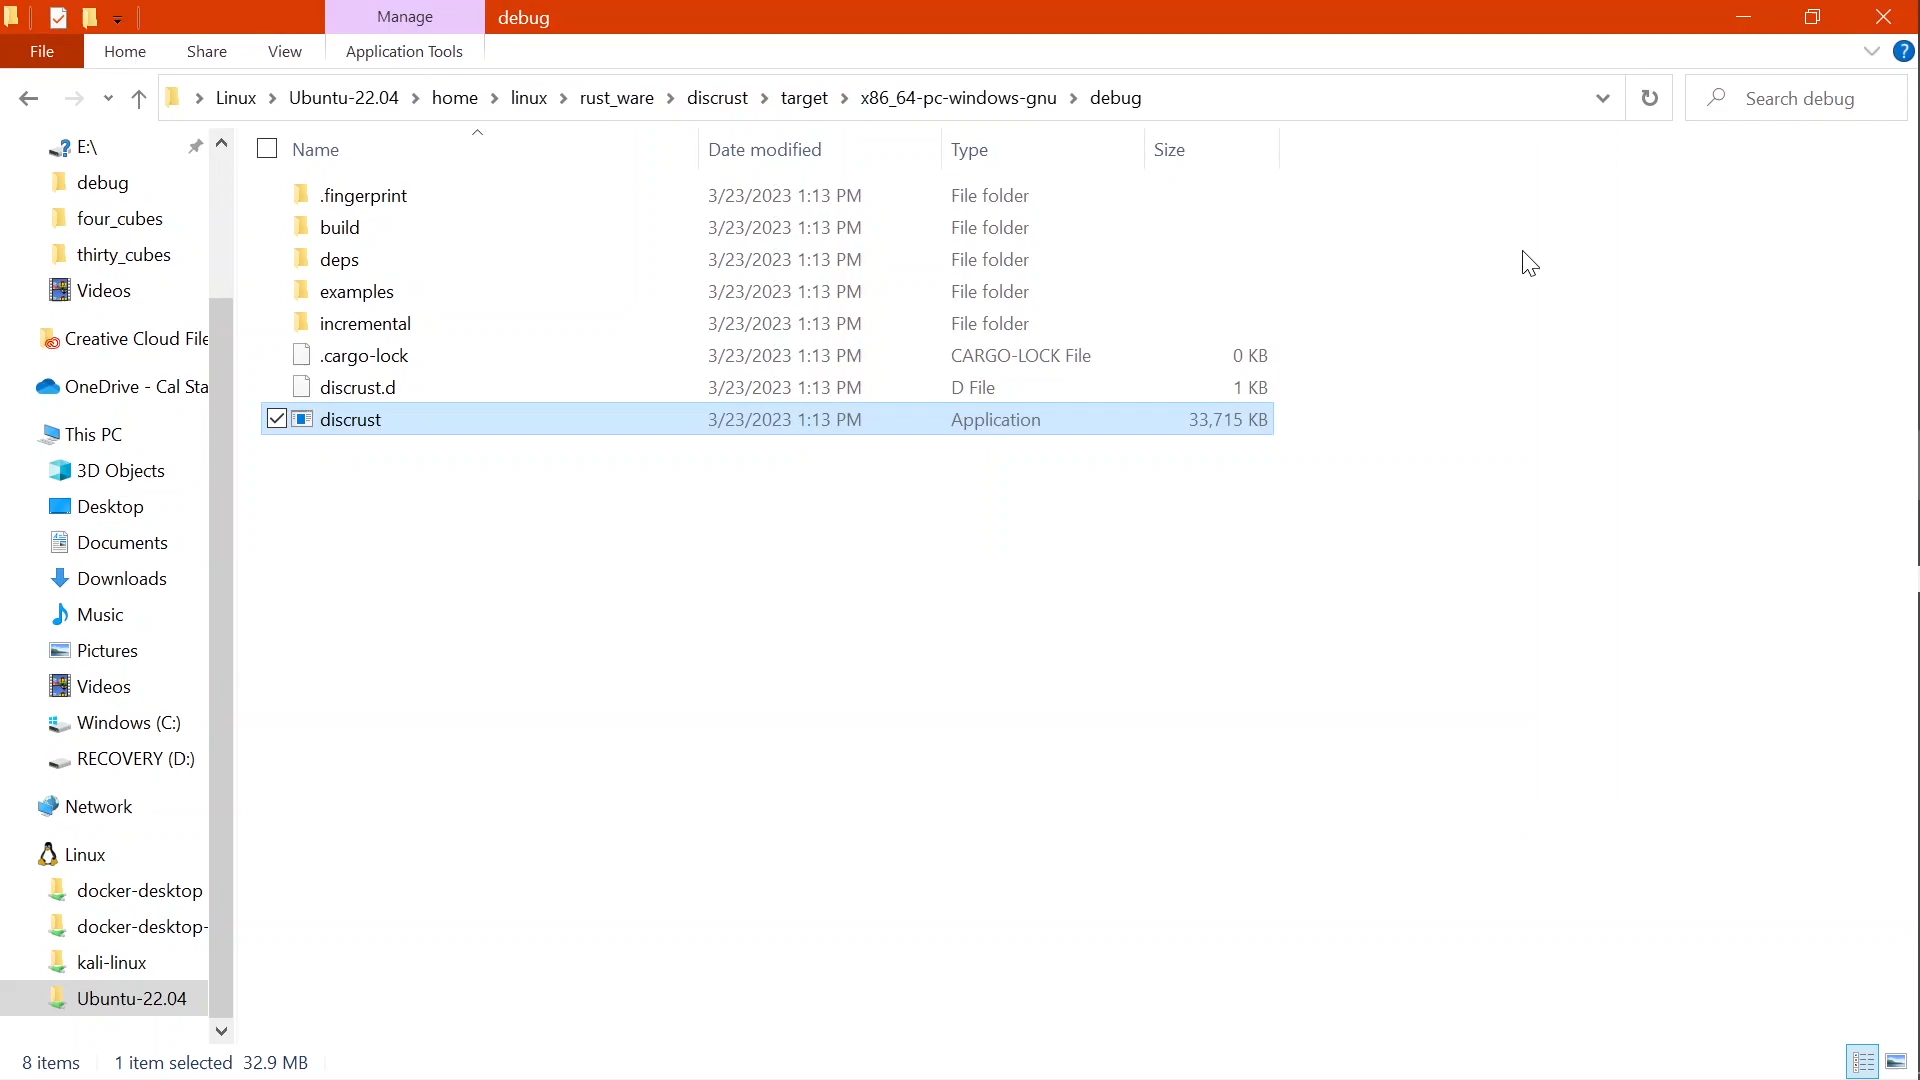 Manage
debug
File
Home
Share
View
Application Tools
Linux
Ubuntu-22.04
home
linux
rust_ware
discrust
target
x86_64-pc-windows-gnu
debug
Search debug
E:\
debug
four_cubes
thirty_cubes
Videos
Creative Cloud File
OneDrive - Cal Sta
This PC
3D Objects
Desktop
Documents
Downloads
Music
Pictures
Videos
Windows (C:)
RECOVERY (D:)
Network
Linux
docker-desktop
docker-desktop-
kali-linux
Ubuntu-22.04
Name Date modified Type Size
.fingerprint 3/23/2023 1:13 PM File folder
build 3/23/2023 1:13 PM File folder
deps 3/23/2023 1:13 PM File folder
examples 3/23/2023 1:13 PM File folder
incremental 3/23/2023 1:13 PM File folder
.cargo-lock 3/23/2023 1:13 PM CARGO-LOCK File 0 KB
discrust.d 3/23/2023 1:13 PM D File 1 KB
discrust 3/23/2023 1:13 PM Application 33,715 KB
8 items 1 item selected 32.9 MB